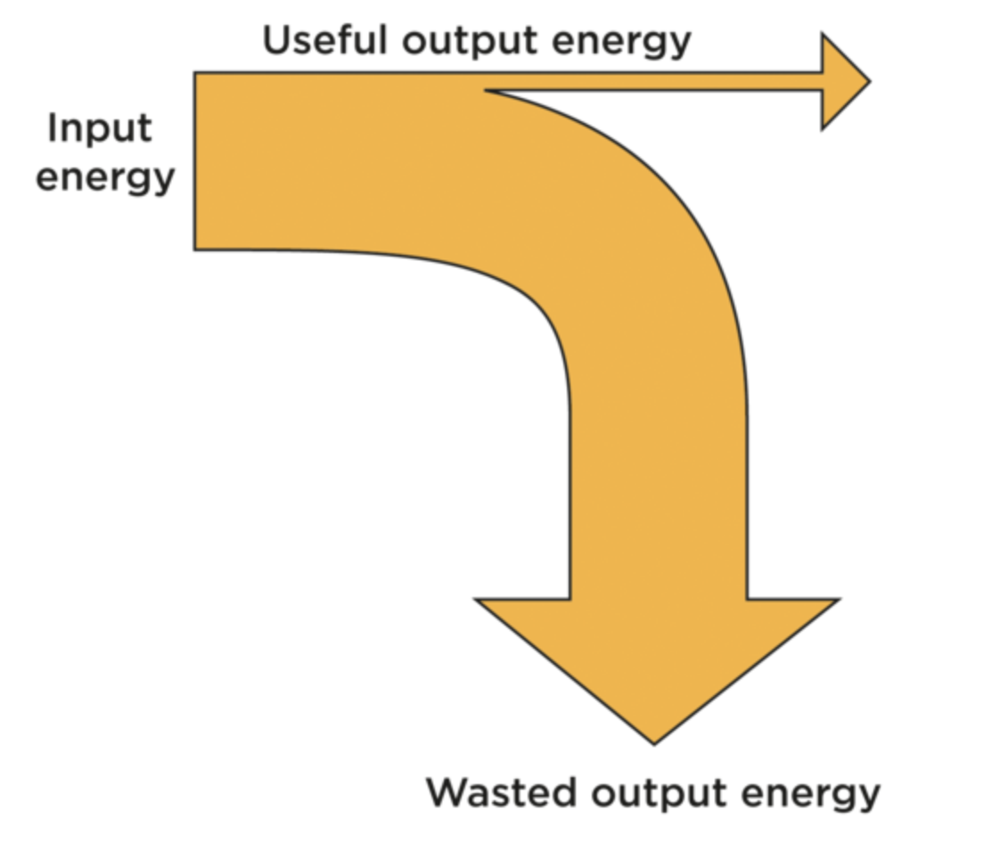 Useful output energy
Input
energy
Wasted output energy